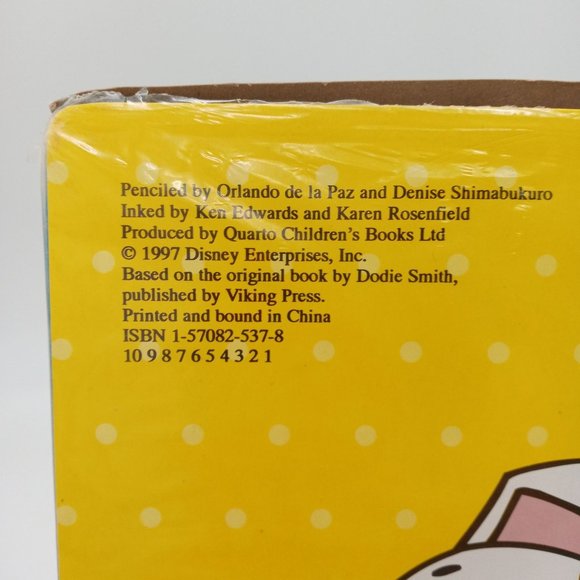 Penciled by Orlando de la Paz and Denise Shimabukuro
Inked by Ken Edwards and Karen Rosenfield
Produced by Quarto Children's Books Ltd
© 1997 Disney Enterprises, Inc.
Based on the original book by Dodie Smith,
published by Viking Press.
Printed and bound in China
ISBN 1-57082-537-8
10 9 8 7 6 5 4 3 2 1